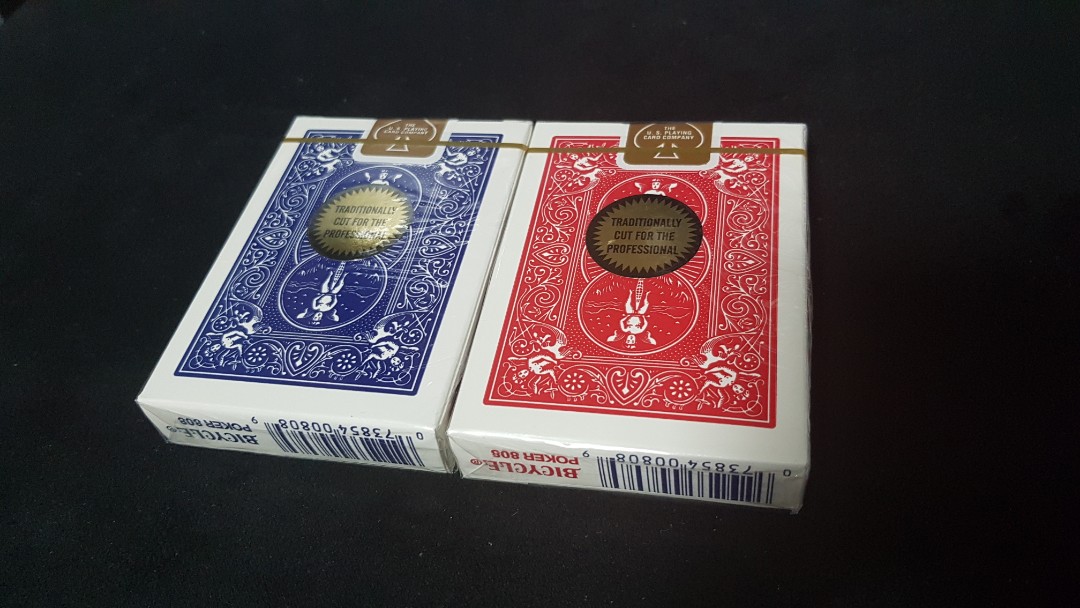 THE
U.S. PLAYING
CARD COMPANY
TRADITIONALLY
CUT FOR THE
PROFESSIONAL
BICYCLE®
POKER 808
0 73854 00808 9
THE
U.S. PLAYING
CARD COMPANY
TRADITIONALLY
CUT FOR THE
PROFESSIONAL
BICYCLE®
POKER 808
0 73854 00808 9